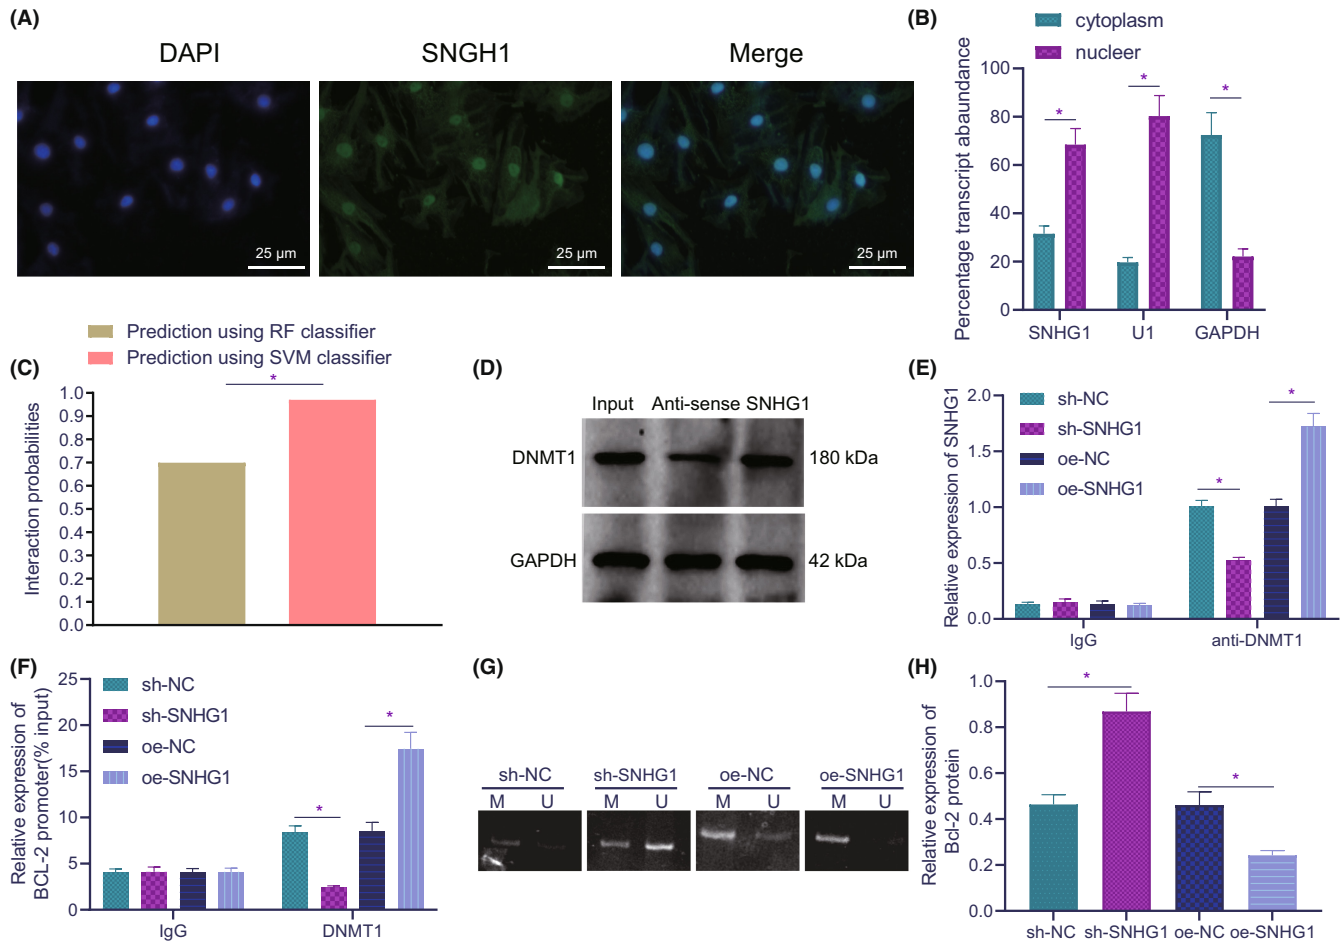 (A)
DAPI
SNGH1
Merge
25 µm
25 µm
25 µm
(B)
cytoplasm
nucleer
*
*
*
Percentage transcript abaundance
100
80
60
40
20
0
SNHG1
U1
GAPDH
(C)
Prediction using RF classifier
Prediction using SVM classifier
*
Interaction probabilities
1.0
0.9
0.8
0.7
0.6
0.5
0.4
0.3
0.2
0.1
0.0
(D)
Input
Anti-sense
SNHG1
DNMT1
180 kDa
GAPDH
42 kDa
(E)
sh-NC
sh-SNHG1
oe-NC
oe-SNHG1
*
*
Relative expression of SNHG1
2.0
1.5
1.0
0.5
0.0
IgG
anti-DNMT1
(F)
sh-NC
sh-SNHG1
oe-NC
oe-SNHG1
*
*
Relative expression of
BCL-2 promoter(% input)
25
20
15
10
5
0
IgG
DNMT1
(G)
sh-NC
sh-SNHG1
oe-NC
oe-SNHG1
M U
M U
M U
M U
(H)
*
*
Relative expression of
Bcl-2 protein
1.0
0.8
0.6
0.4
0.2
0.0
sh-NC
sh-SNHG1
oe-NC
oe-SNHG1